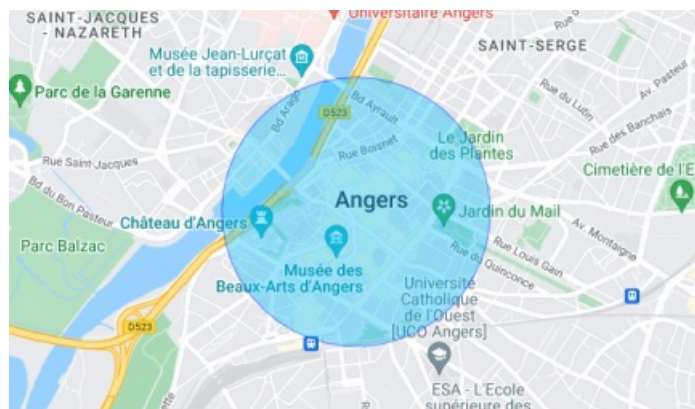 SAINT-JACQUES
- NAZARETH
Universitaire Angers
Musée Jean-Lurçat
et de la tapisserie...
SAINT-SERGE
Parc de la Garenne
Bd Aragо
Bd Ayrault
D523
Av. Pasteur
Rue du Lutin
Rue des Banchais
Rue Boisnet
Le Jardin
des Plantes
Rue Saint-Jacques
Bd du Bon Pasteur
Cimetière de l'E
Angers
Château d'Angers
Jardin du Mail
Av. Montaigne
Parc Balzac
Rue Louis Gain
Rue du Quinconce
Musée des
Beaux-Arts d'Angers
Université
Catholique
de l'Ouest
[UCO Angers]
D523
ESA - L'Ecole
supérieure des